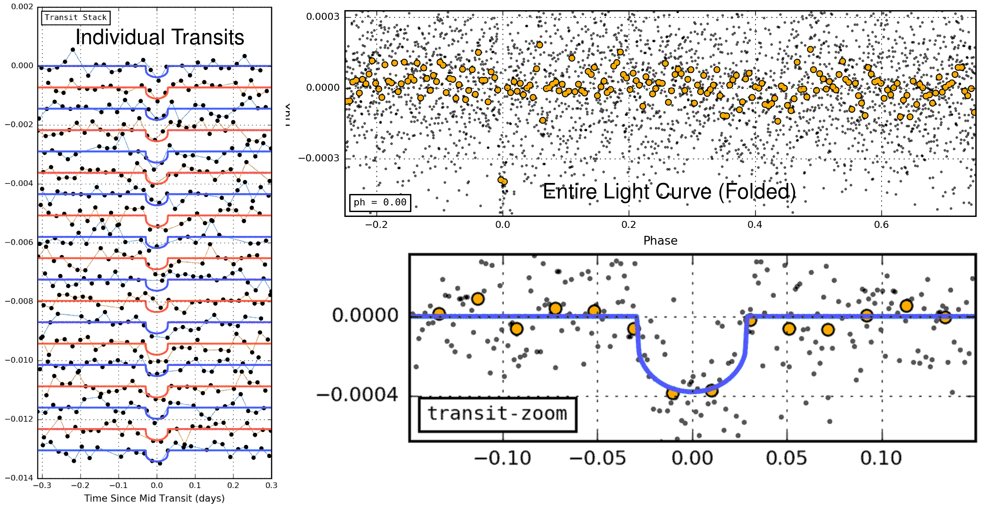 0.002
Transit Stack
Individual Transits
0.000
−0.002
−0.004
−0.006
−0.008
−0.010
−0.012
−0.014
−0.3 −0.2 −0.1 0.0 0.1 0.2 0.3
Time Since Mid Transit (days)
0.0003
0.0000
−0.0003
Entire Light Curve (Folded)
ph = 0.00
−0.2 0.0 0.2 0.4 0.6
Phase
0.0000
−0.0004
transit-zoom
−0.10 −0.05 0.00 0.05 0.10